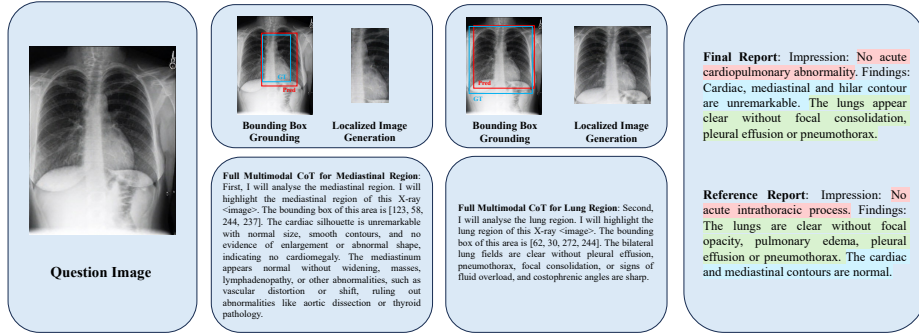 Question Image
GT
Pred
Bounding Box
Grounding
Localized Image
Generation
Full Multimodal CoT for Mediastinal Region:
First, I will analyse the mediastinal region. I will
highlight the mediastinal region of this X-ray
<image>. The bounding box of this area is [123, 58,
244, 237]. The cardiac silhouette is unremarkable
with normal size, smooth contours, and no
evidence of enlargement or abnormal shape,
indicating no cardiomegaly. The mediastinum
appears normal without widening, masses,
lymphadenopathy, or other abnormalities, such as
vascular distortion or shift, ruling out
abnormalities like aortic dissection or thyroid
pathology.
Pred
GT
Bounding Box
Grounding
Localized Image
Generation
Full Multimodal CoT for Lung Region: Second,
I will analyse the lung region. I will highlight the
lung region of this X-ray <image>. The bounding
box of this area is [62, 30, 272, 244]. The bilateral
lung fields are clear without pleural effusion,
pneumothorax, focal consolidation, or signs of
fluid overload, and costophrenic angles are sharp.
Final Report: Impression: No acute
cardiopulmonary abnormality. Findings:
Cardiac, mediastinal and hilar contour
are unremarkable. The lungs appear
clear without focal consolidation,
pleural effusion or pneumothorax.
Reference Report: Impression: No
acute intrathoracic process. Findings:
The lungs are clear without focal
opacity, pulmonary edema, pleural
effusion or pneumothorax. The cardiac
and mediastinal contours are normal.